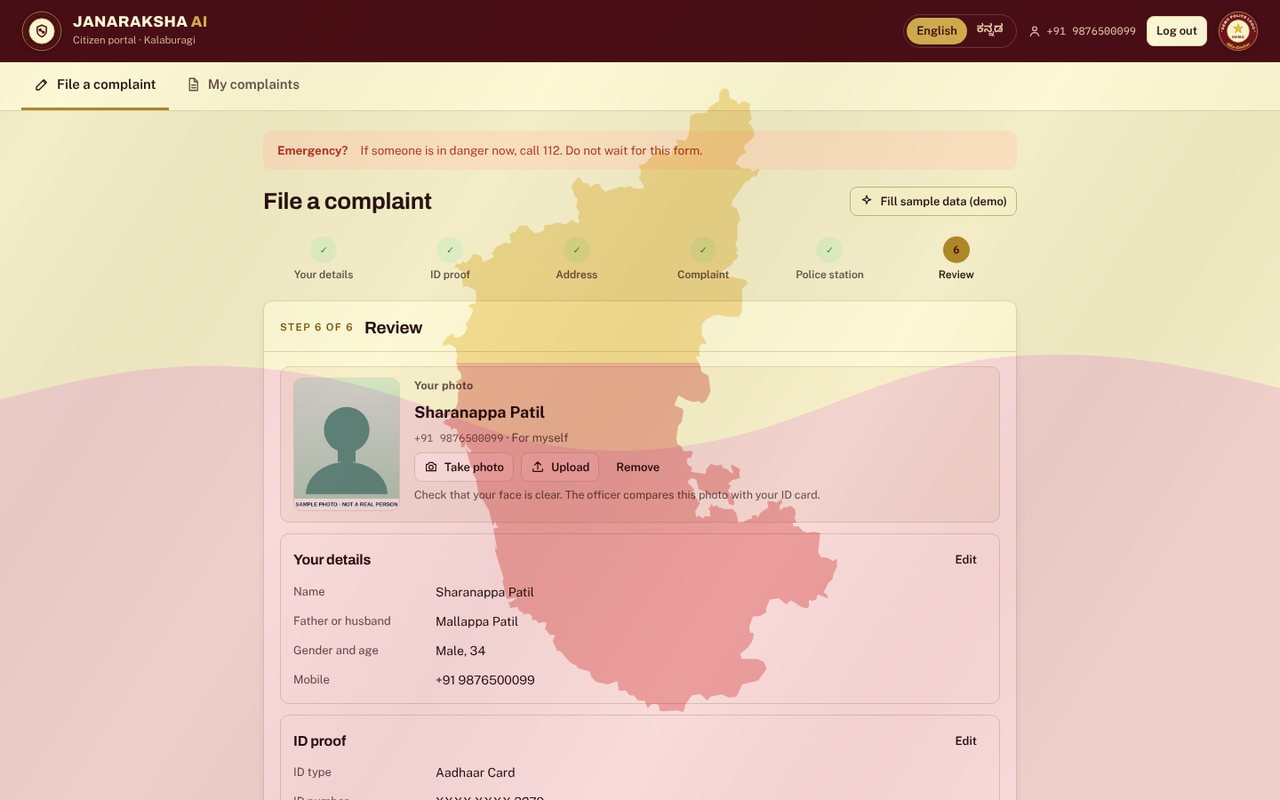 JANARAKSHA AI
Citizen portal · Kalaburagi
English
ಕನ್ನಡ
+91 9876500099
Log out
DEMO
File a complaint
My complaints
Emergency? If someone is in danger now, call 112. Do not wait for this form.
File a complaint
Fill sample data (demo)
✓ ✓ ✓ ✓ ✓ 6
Your details
ID proof
Address
Complaint
Police station
Review
STEP 6 OF 6 Review
SAMPLE PHOTO · NOT A REAL PERSON
Your photo
Sharanappa Patil
+91 9876500099 · For myself
Take photo
Upload
Remove
Check that your face is clear. The officer compares this photo with your ID card.
Your details
Edit
Name Sharanappa Patil
Father or husband Mallappa Patil
Gender and age Male, 34
Mobile +91 9876500099
ID proof
Edit
ID type Aadhaar Card
ID number